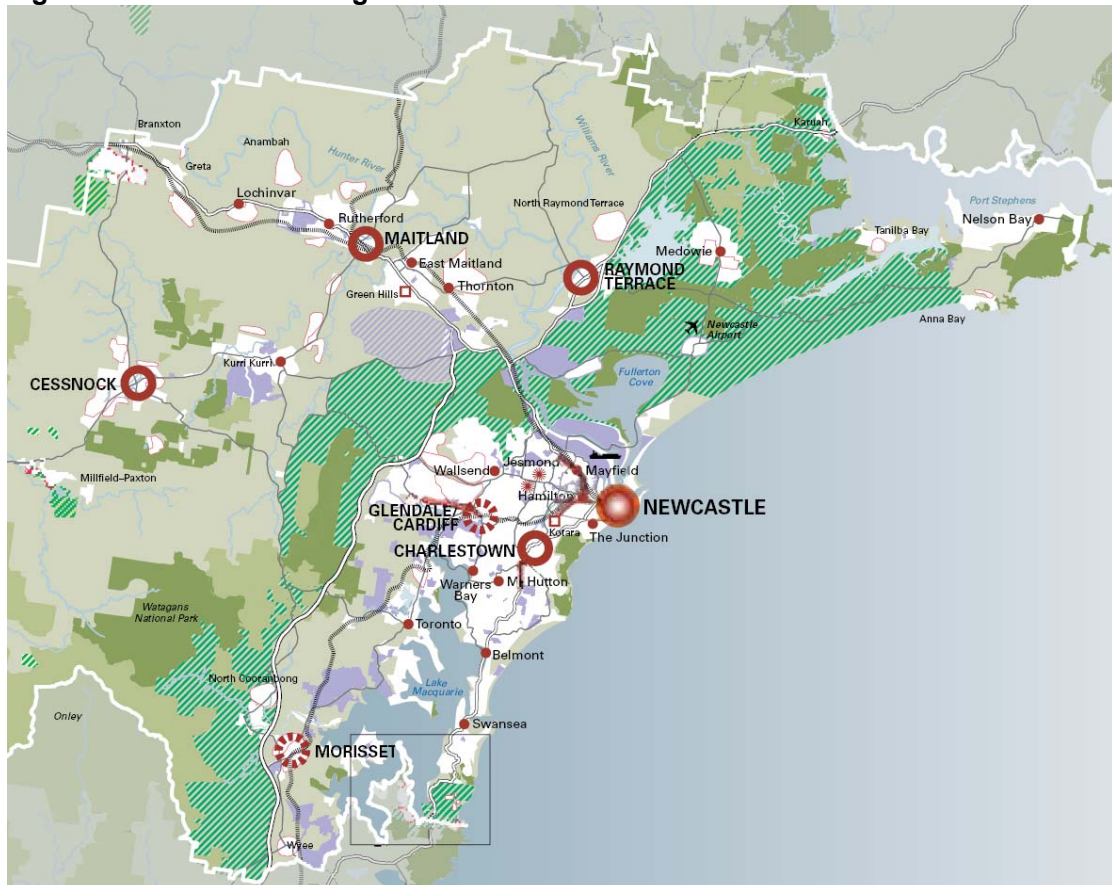 Branxton
Greta
Anambah
Hunter River
Williams River
Karuah
Lochinvar
Rutherford
North Raymond Terrace
Port Stephens
Nelson Bay
Tanilba Bay
MAITLAND
Medowie
East Maitland
RAYMOND
TERRACE
Green Hills
Thornton
Anna Bay
Newcastle
Airport
Kurri Kurri
Fullerton
Cove
CESSNOCK
Millfield–Paxton
Wallsend
Jesmond
Mayfield
Hamilton
GLENDALE/
CARDIFF
NEWCASTLE
Kotara
The Junction
CHARLESTOWN
Warners
Bay
Mt Hutton
Watagans
National Park
Toronto
Belmont
North Cooranbong
Lake
Macquarie
Onley
Swansea
MORISSET
Wyee